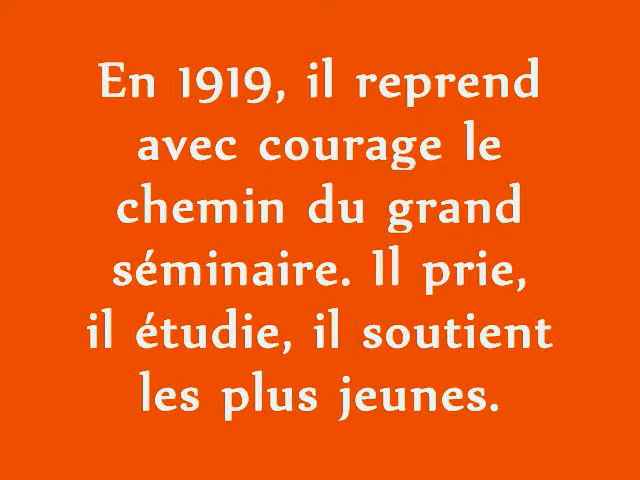 En 1919, il reprend
avec courage le
chemin du grand
séminaire. Il prie,
il étudie, il soutient
les plus jeunes.